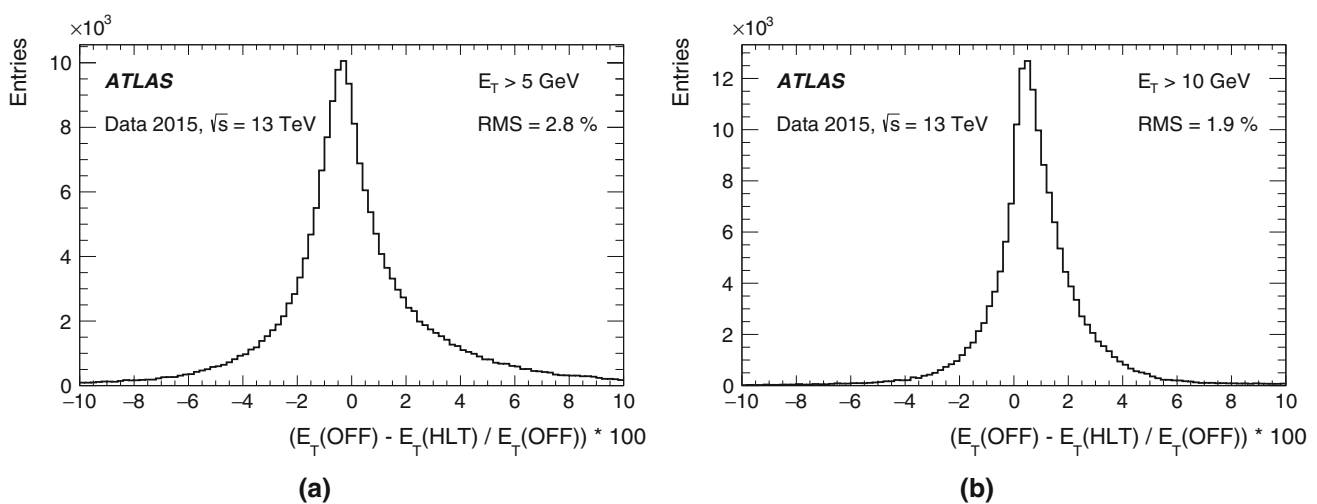 ×10³
Entries
10
8
6
4
2
0
ATLAS
E_T > 5 GeV
Data 2015, √s = 13 TeV
RMS = 2.8 %
−10 −8 −6 −4 −2 0 2 4 6 8 10
(E_T(OFF) - E_T(HLT) / E_T(OFF)) * 100
(a)
×10³
Entries
12
10
8
6
4
2
0
ATLAS
E_T > 10 GeV
Data 2015, √s = 13 TeV
RMS = 1.9 %
−10 −8 −6 −4 −2 0 2 4 6 8 10
(E_T(OFF) - E_T(HLT) / E_T(OFF)) * 100
(b)